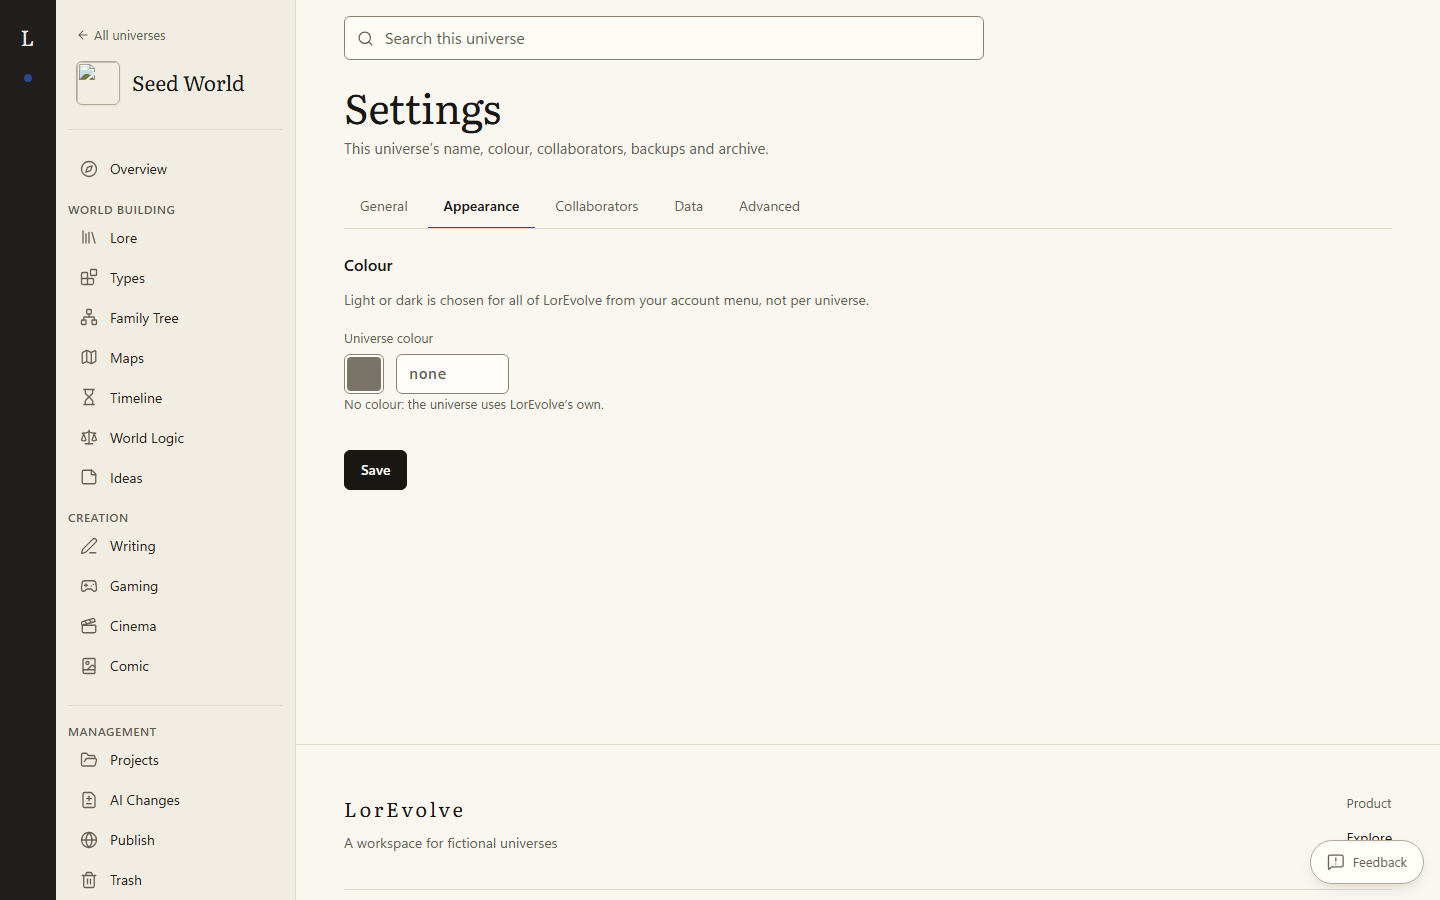 L
All universes
Seed World
Overview
WORLD BUILDING
Lore
Types
Family Tree
Maps
Timeline
World Logic
Ideas
CREATION
Writing
Gaming
Cinema
Comic
MANAGEMENT
Projects
AI Changes
Publish
Trash
Search this universe
Settings
This universe’s name, colour, collaborators, backups and archive.
General Appearance Collaborators Data Advanced
Colour
Light or dark is chosen for all of LorEvolve from your account menu, not per universe.
Universe colour
none
No colour: the universe uses LorEvolve’s own.
Save
LorEvolve
A workspace for fictional universes
Product
Explore
Feedback